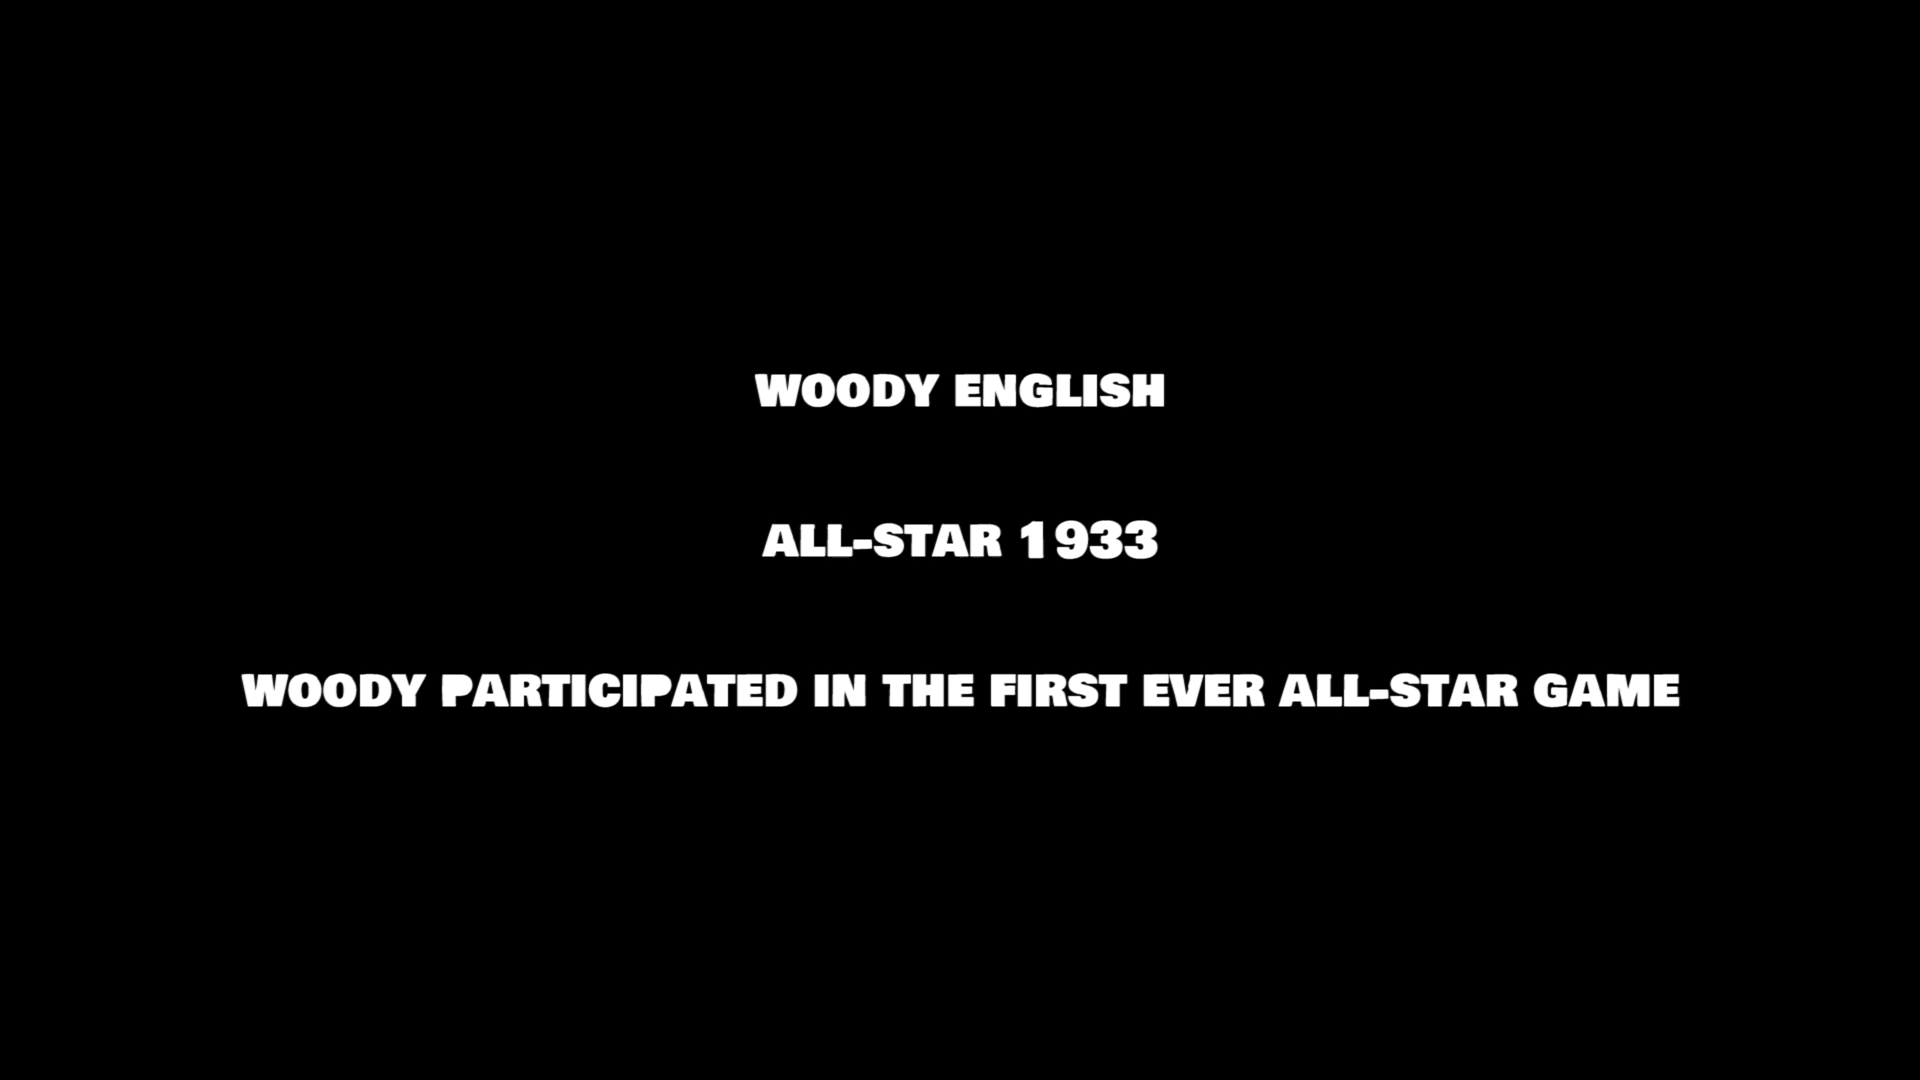 WOODY ENGLISH
ALL-STAR 1933
WOODY PARTICIPATED IN THE FIRST EVER ALL-STAR GAME